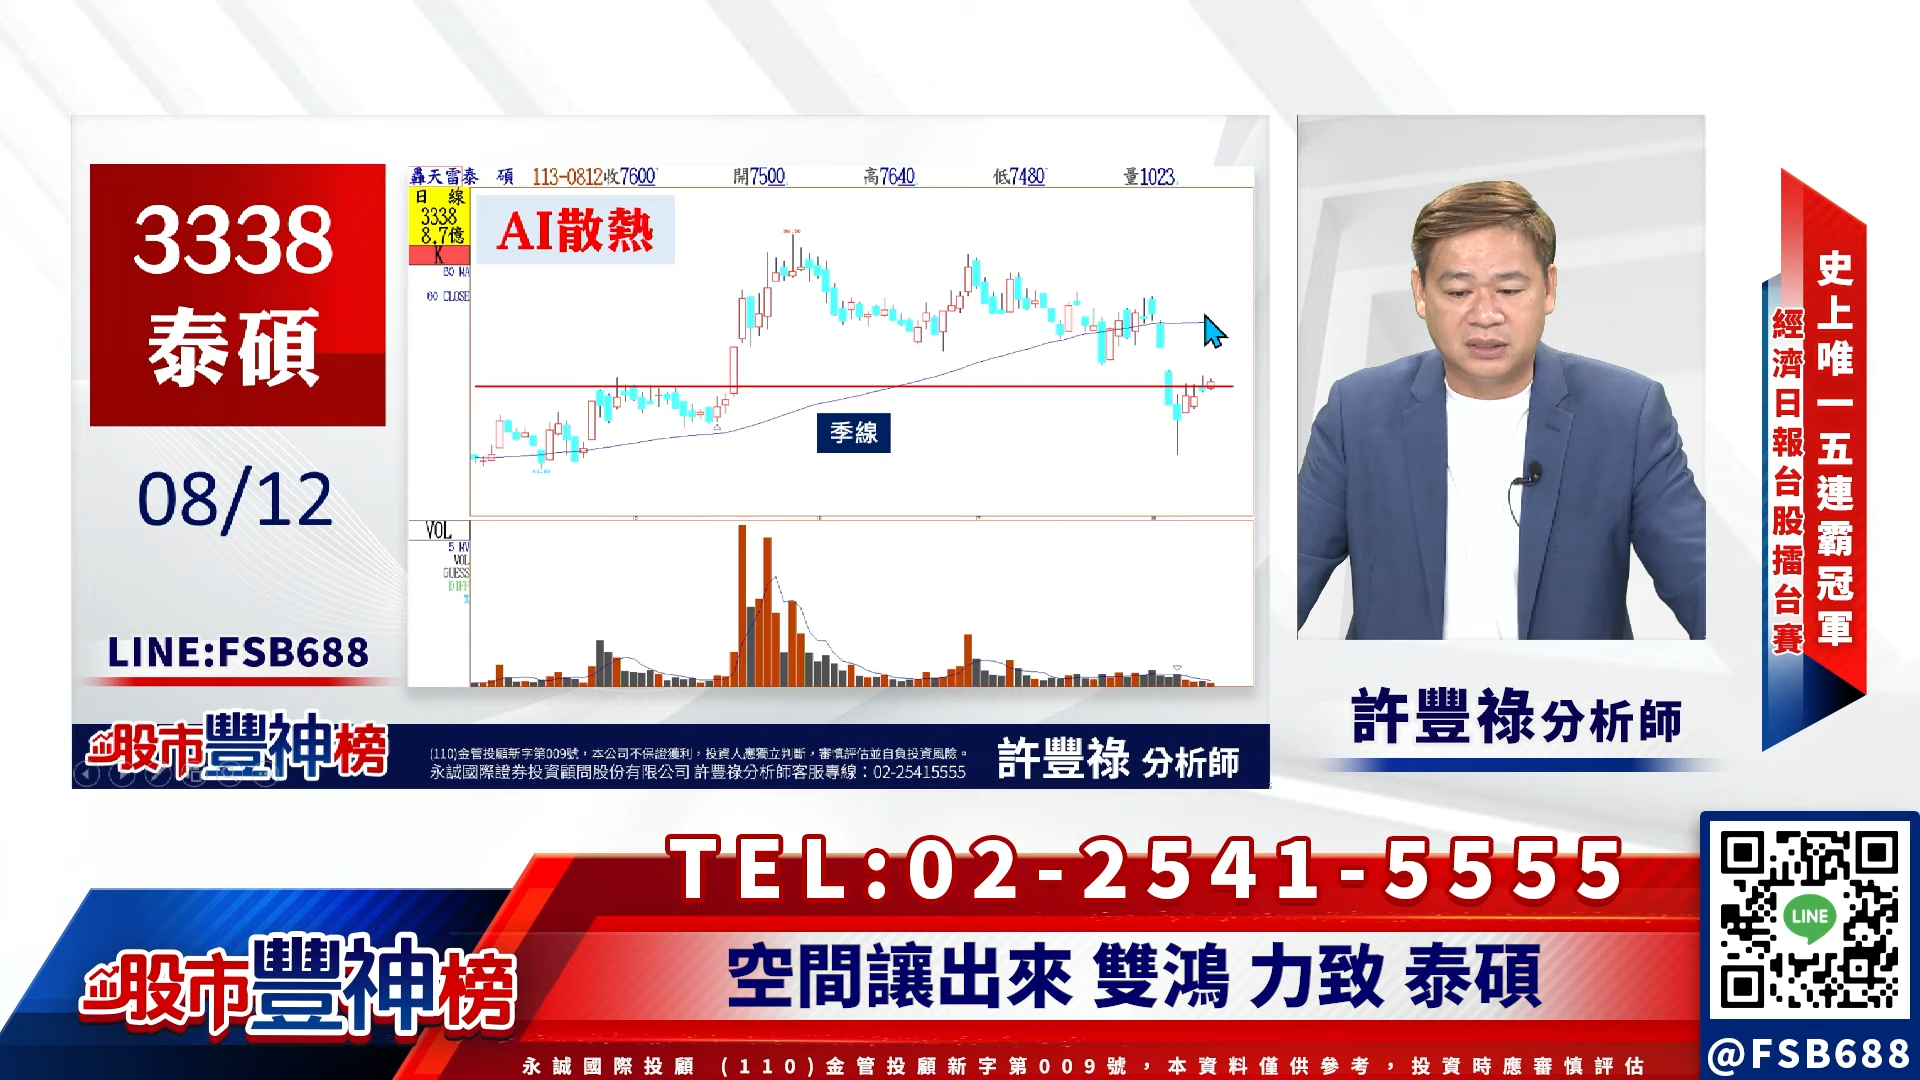 3338
泰碩
08/12
LINE:FSB688
轟天雷泰 碩 113-0812收7600 開7500 高7640 低7480 量1023
日 線
3338
8.7億
K
60 MA
60 CLOSE
AI散熱
季線
VOL
5 MV
VOL
GUESS
DIFF
股市豐神榜
(110)金管投顧新字第009號，本公司不保證獲利，投資人應獨立判斷，審慎評估並自負投資風險。
永誠國際證券投資顧問股份有限公司 許豐祿分析師客服專線：02-25415555
許豐祿 分析師
許豐祿分析師
史上唯一五連霸冠軍
經濟日報台股擂台賽
TEL:02-2541-5555
股市豐神榜
空間讓出來 雙鴻 力致 泰碩
永誠國際投顧 (110)金管投顧新字第009號，本資料僅供參考，投資時應審慎評估
LINE
@FSB688